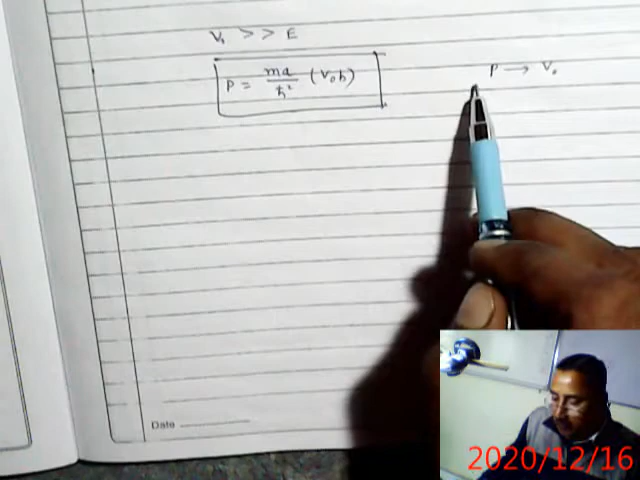 V₀ > > E
P = ma/ħ² (V₀b)
P → V₀
Date
2020/12/16